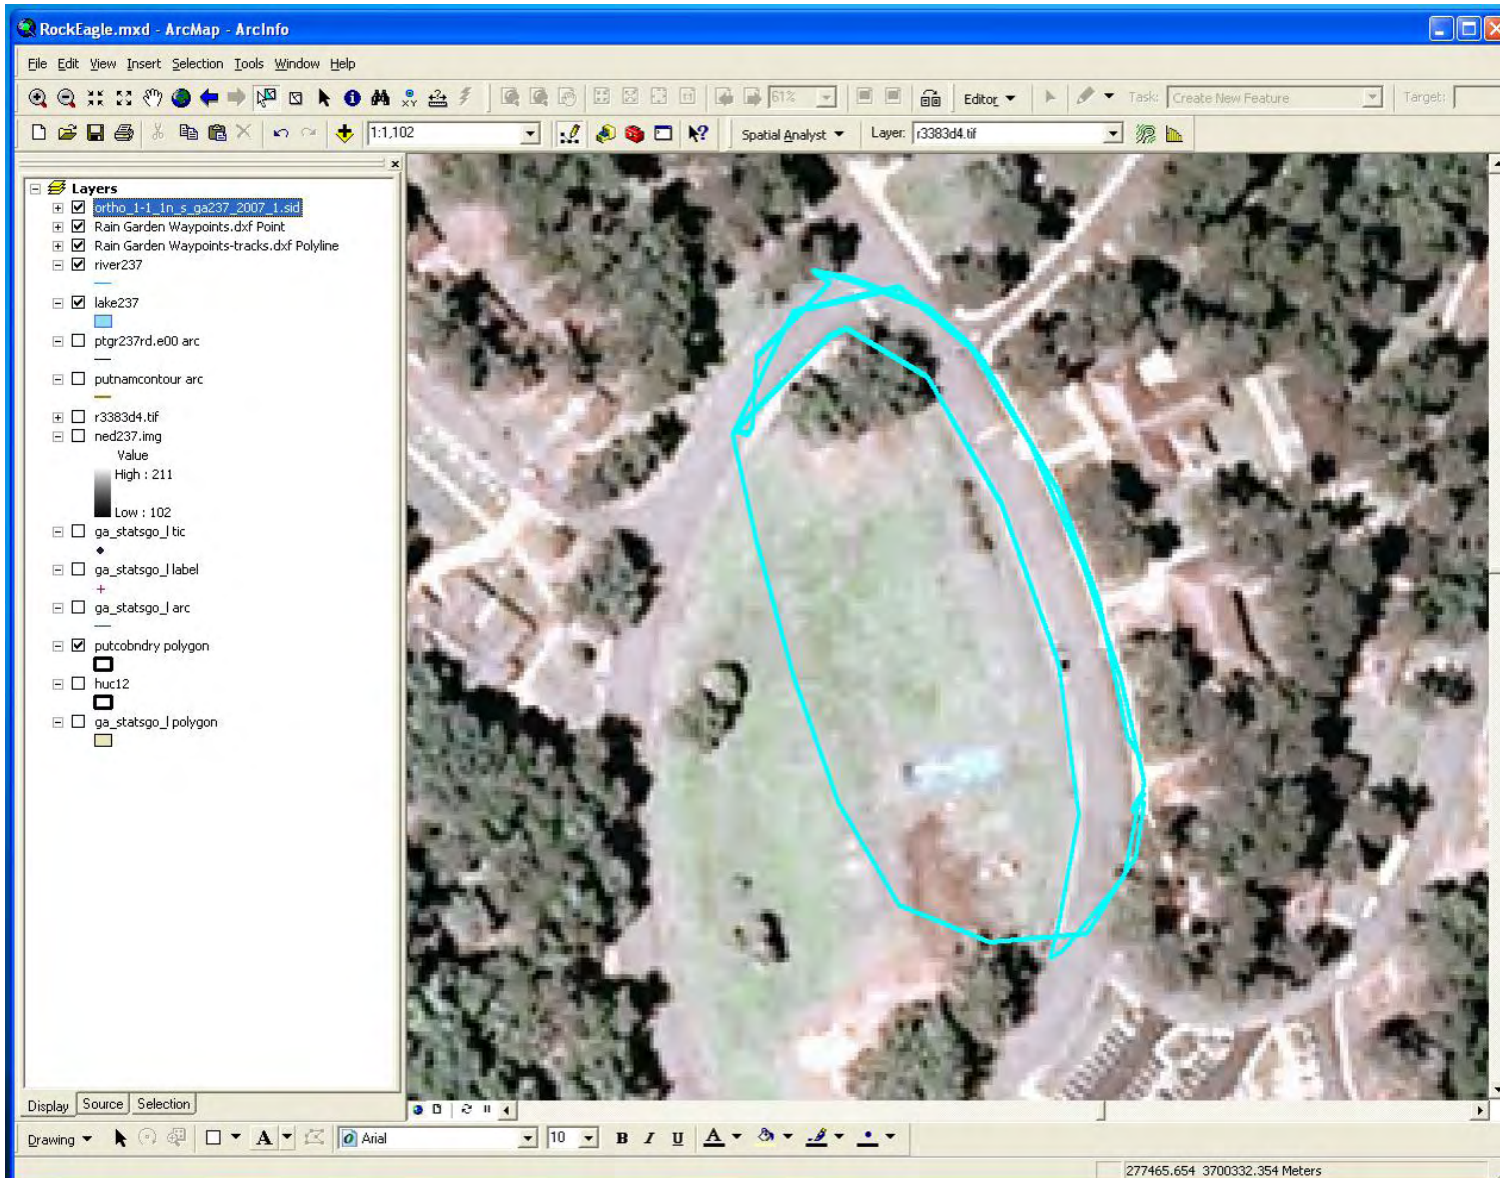 RockEagle.mxd - ArcMap - ArcInfo
File Edit View Insert Selection Tools Window Help
61% Editor Task: Create New Feature Target:
1:1,102 Spatial Analyst Layer: r3383d4.tif
Layers
ortho_1-1_1n_s_ga237_2007_1.sid
Rain Garden Waypoints.dxf Point
Rain Garden Waypoints-tracks.dxf Polyline
river237
lake237
ptgr237rd.e00 arc
putnamcontour arc
r3383d4.tif
ned237.img
Value
High : 211
Low : 102
ga_statsgo_l tic
ga_statsgo_l label
ga_statsgo_l arc
putcobndry polygon
huc12
ga_statsgo_l polygon
Display Source Selection
Drawing A Arial 10 B I U A
277465.654 3700332.354 Meters